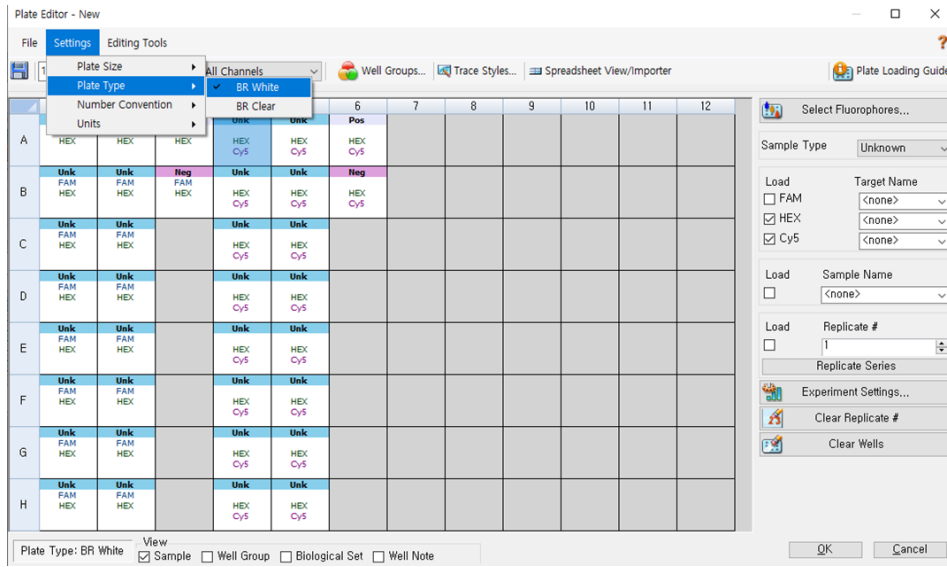 Plate Editor - New
File Settings Editing Tools
?
1 All Channels Well Groups... Trace Styles... Spreadsheet View/Importer Plate Loading Guide
Plate Size
Plate Type
Number Convention
Units
BR White
BR Clear
6 7 8 9 10 11 12
Unk Unk Pos
A HEX HEX HEX HEX HEX HEX
Cy5 Cy5 Cy5
Unk Unk Neg Unk Unk Neg
FAM FAM FAM
B HEX HEX HEX HEX HEX HEX
Cy5 Cy5 Cy5
Unk Unk Unk Unk
FAM FAM
C HEX HEX HEX HEX
Cy5 Cy5
Unk Unk Unk Unk
FAM FAM
D HEX HEX HEX HEX
Cy5 Cy5
Unk Unk Unk Unk
FAM FAM
E HEX HEX HEX HEX
Cy5 Cy5
Unk Unk Unk Unk
FAM FAM
F HEX HEX HEX HEX
Cy5 Cy5
Unk Unk Unk Unk
FAM FAM
G HEX HEX HEX HEX
Cy5 Cy5
Unk Unk Unk Unk
FAM FAM
H HEX HEX HEX HEX
Cy5 Cy5
Select Fluorophores...
Sample Type Unknown
Load Target Name
FAM <none>
HEX <none>
Cy5 <none>
Load Sample Name
<none>
Load Replicate #
1
Replicate Series
Experiment Settings...
Clear Replicate #
Clear Wells
Plate Type: BR White
View
Sample Well Group Biological Set Well Note
OK Cancel